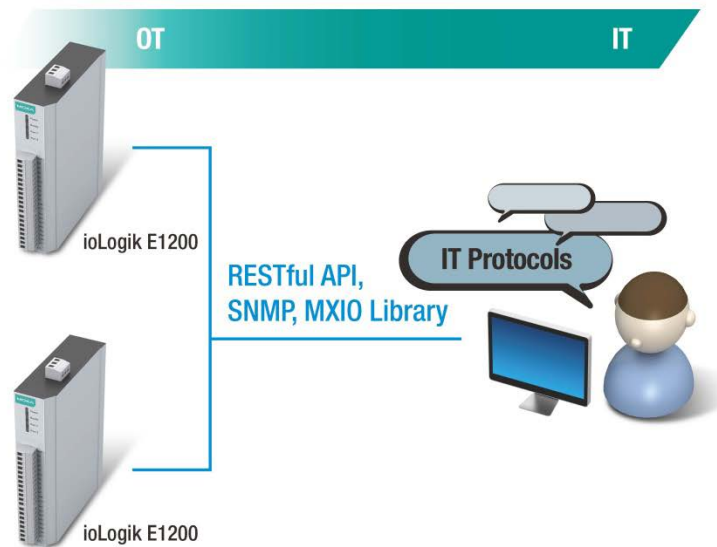 OT
IT
ioLogik E1200
RESTful API,
SNMP, MXIO Library
IT Protocols
ioLogik E1200